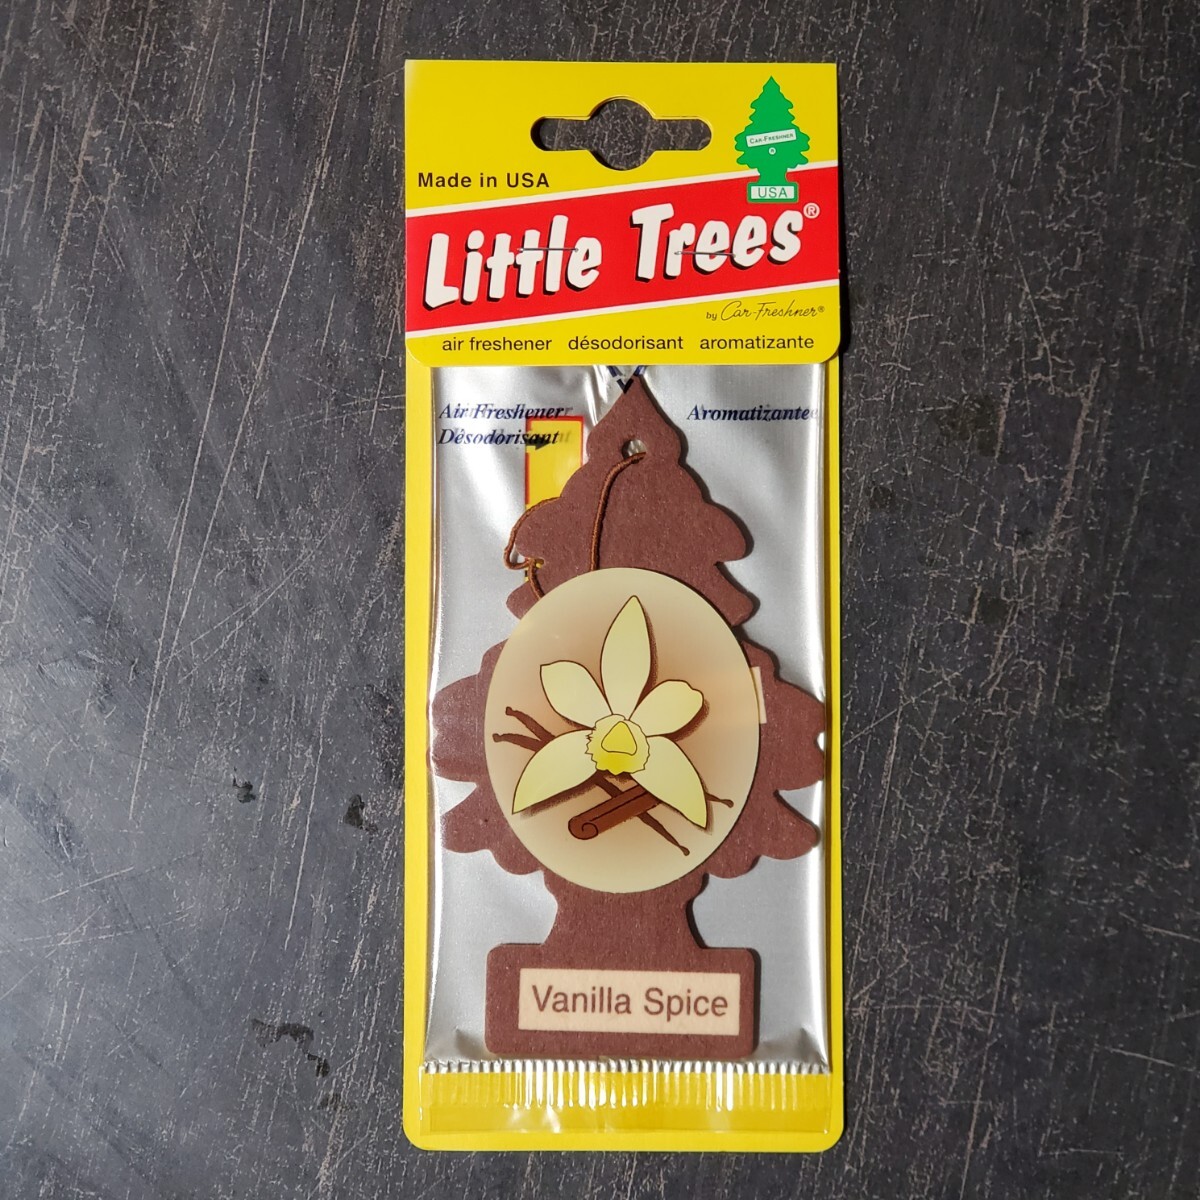 CAR-FRESHNER
USA
Made in USA
Little Trees®
by Car-Freshner®
air freshener désodorisant aromatizante
Air Freshener Aromatizante
Désodorisant
Vanilla Spice